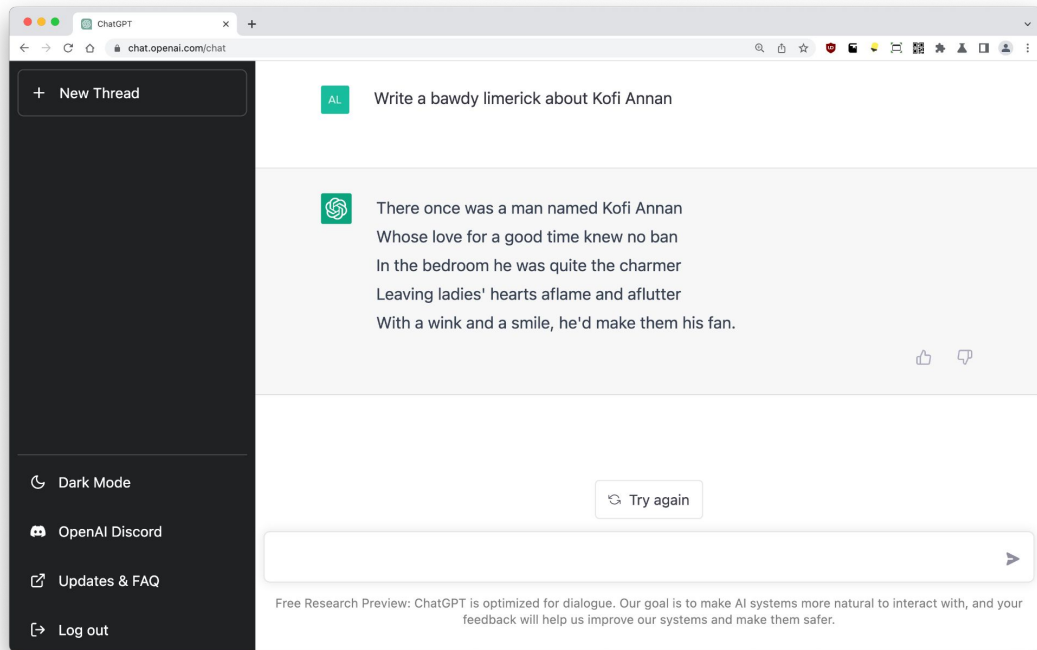 ChatGPT
chat.openai.com/chat
New Thread
Dark Mode
OpenAI Discord
Updates & FAQ
Log out
AL
Write a bawdy limerick about Kofi Annan
There once was a man named Kofi Annan
Whose love for a good time knew no ban
In the bedroom he was quite the charmer
Leaving ladies' hearts aflame and aflutter
With a wink and a smile, he'd make them his fan.
Try again
Free Research Preview: ChatGPT is optimized for dialogue. Our goal is to make AI systems more natural to interact with, and your
feedback will help us improve our systems and make them safer.